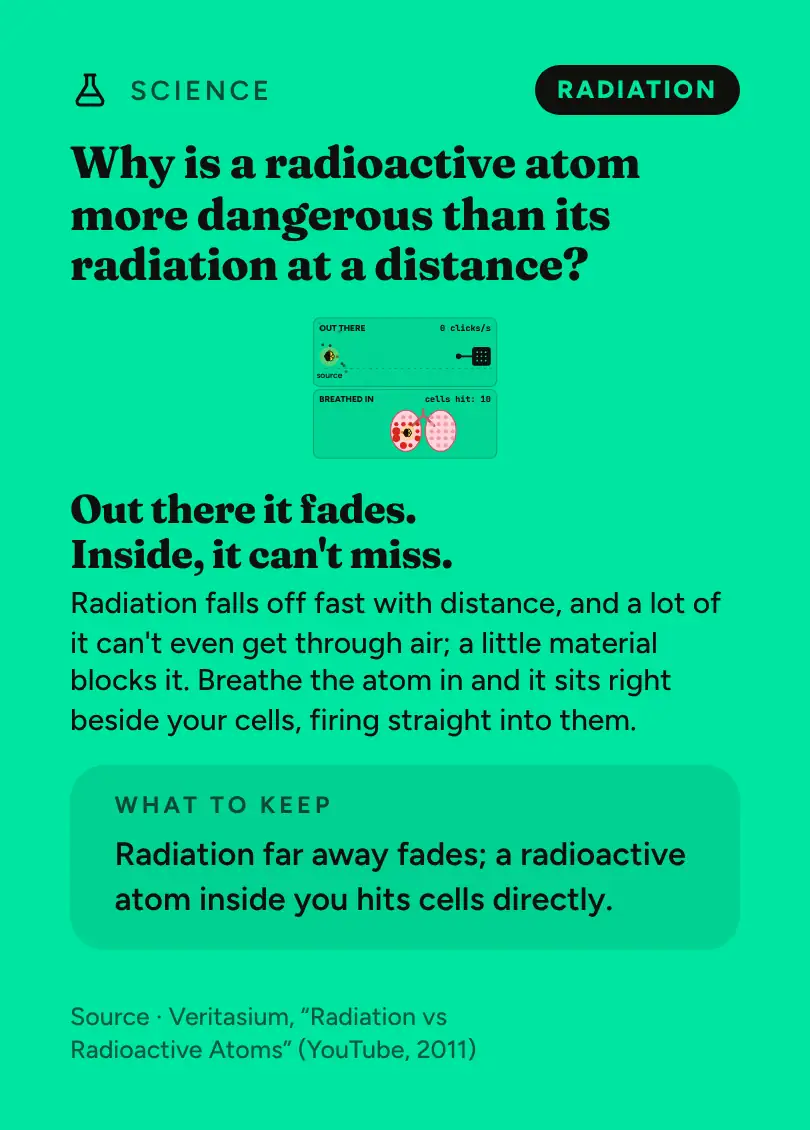 SCIENCE
RADIATION
Why is a radioactive atom
more dangerous than its
radiation at a distance?
OUT THERE
0 clicks/s
source
BREATHED IN
cells hit: 10
Out there it fades.
Inside, it can't miss.
Radiation falls off fast with distance, and a lot of
it can't even get through air; a little material
blocks it. Breathe the atom in and it sits right
beside your cells, firing straight into them.
WHAT TO KEEP
Radiation far away fades; a radioactive
atom inside you hits cells directly.
Source · Veritasium, “Radiation vs
Radioactive Atoms” (YouTube, 2011)